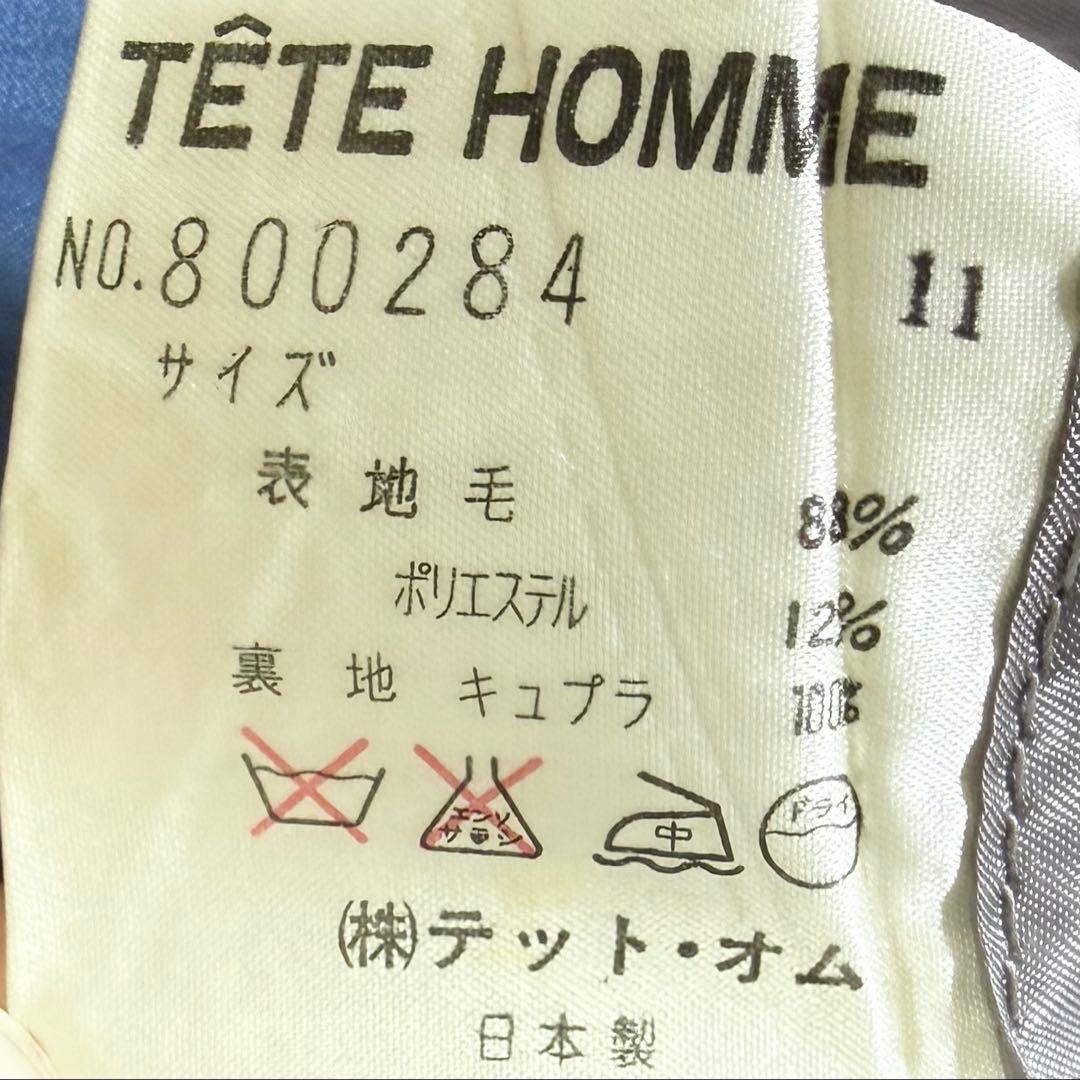 TÊTE HOMME
NO.800284 11
サイズ
表地 毛 88%
ポリエステル 12%
裏地 キュプラ 100%
エンソ
サラシ
中
ドライ
㈱テット・オム
日本製